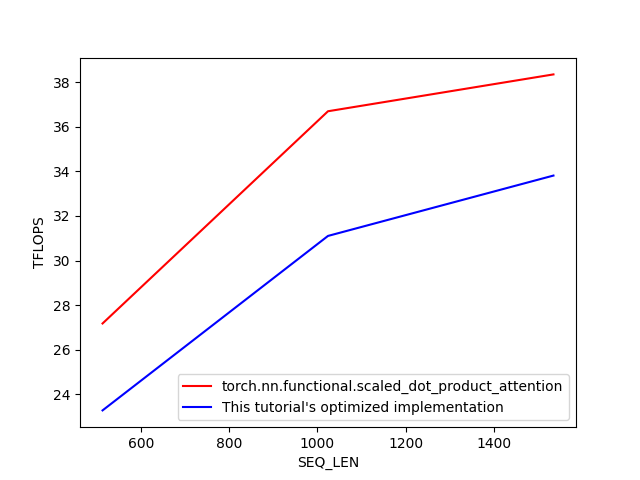 38
36
34
32
30
28
26
24
TFLOPS
torch.nn.functional.scaled_dot_product_attention
This tutorial's optimized implementation
600 800 1000 1200 1400
SEQ_LEN